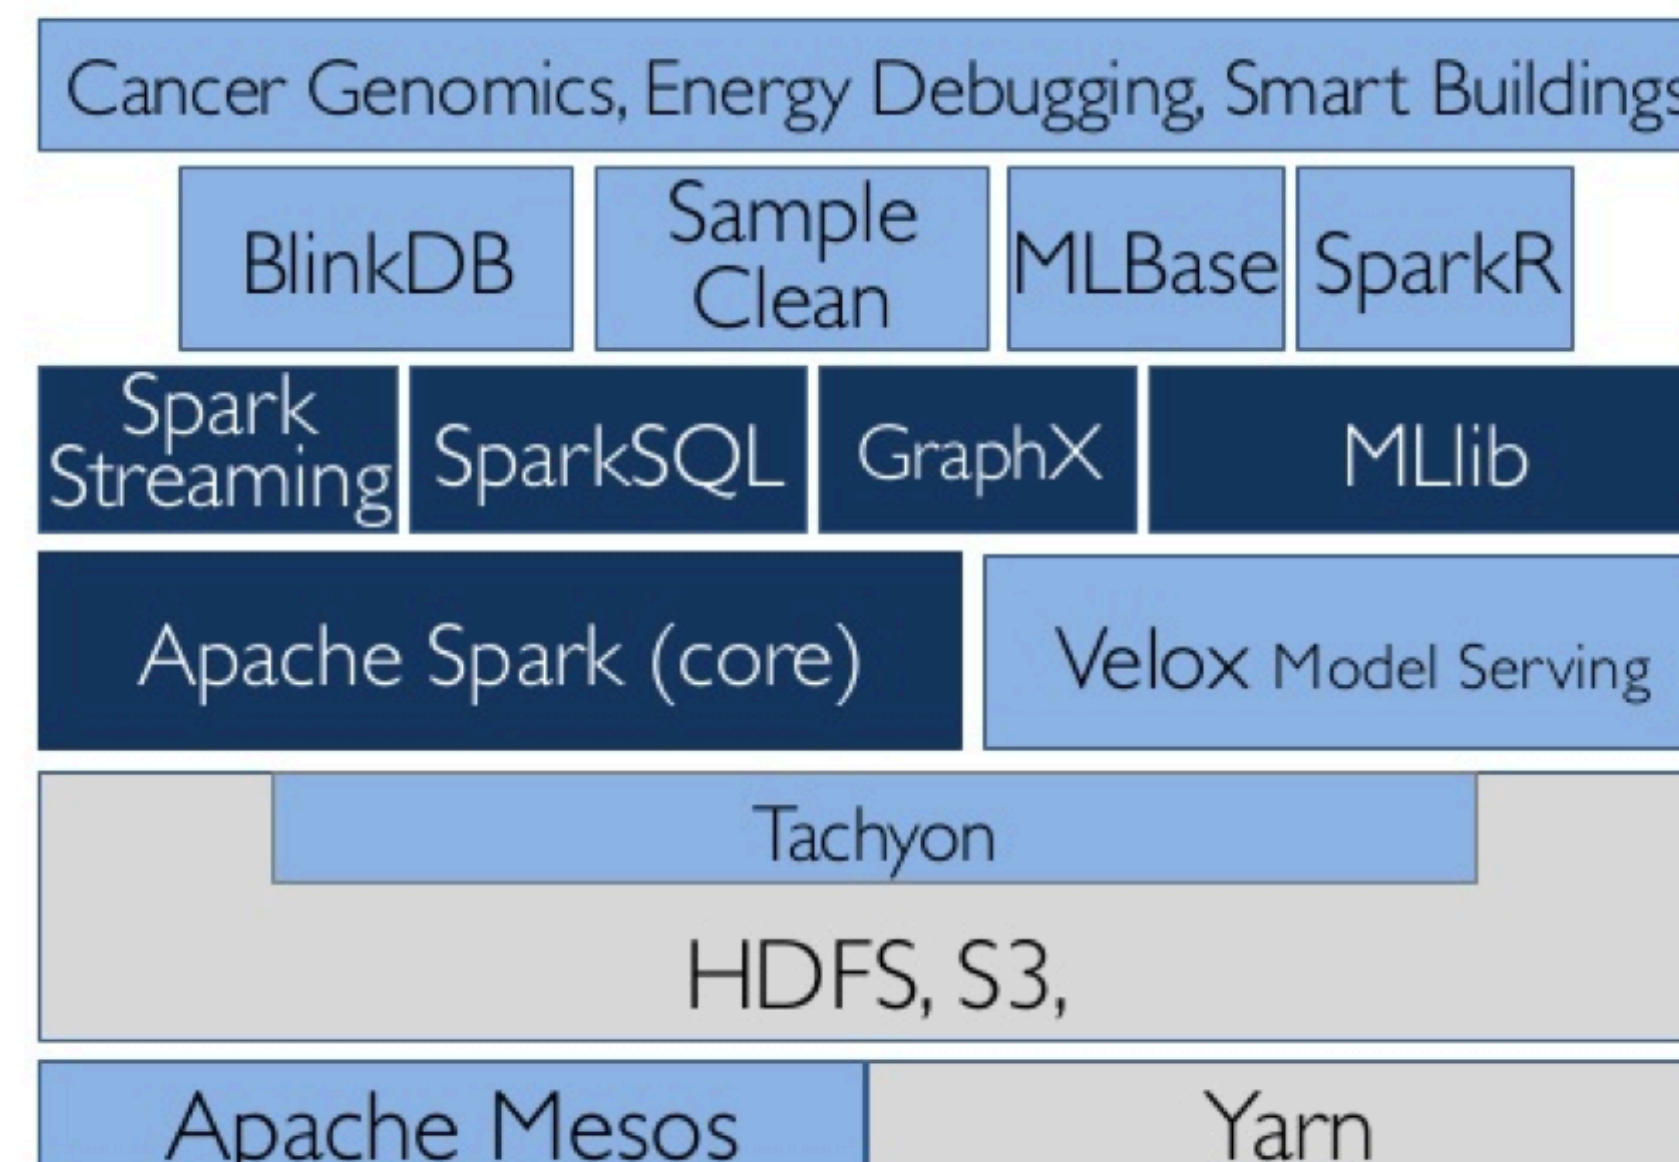 Cancer Genomics, Energy Debugging, Smart Buildings
BlinkDB
Sample
Clean
MLBase
SparkR
Spark
Streaming
SparkSQL
GraphX
MLlib
Apache Spark (core)
Velox Model Serving
Tachyon
HDFS, S3,
Apache Mesos
Yarn